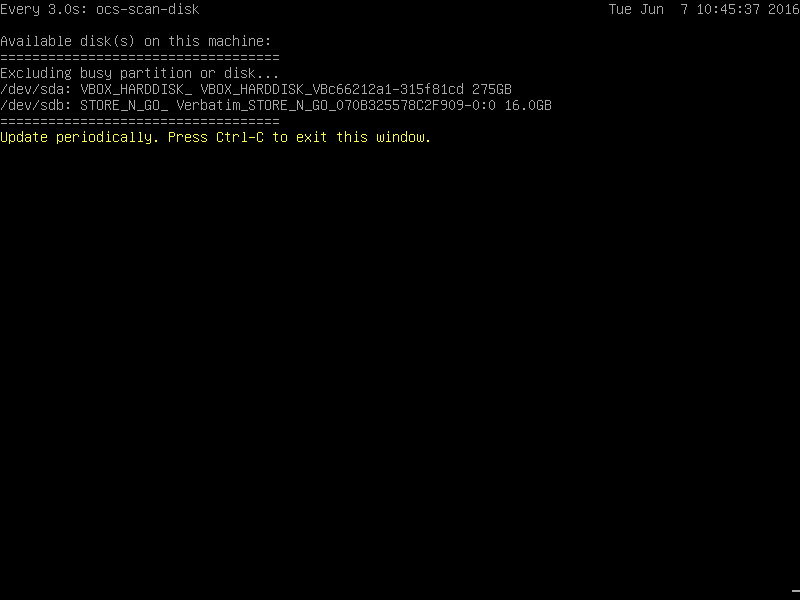 Every 3.0s: ocs-scan-disk Tue Jun  7 10:45:37 2016
Available disk(s) on this machine:
===================================
Excluding busy partition or disk...
/dev/sda: VBOX_HARDDISK_ VBOX_HARDDISK_VBc66212a1-315f81cd 275GB
/dev/sdb: STORE_N_GO_ Verbatim_STORE_N_GO_070B325578C2F909-0:0 16.0GB
===================================
Update periodically. Press Ctrl-C to exit this window.